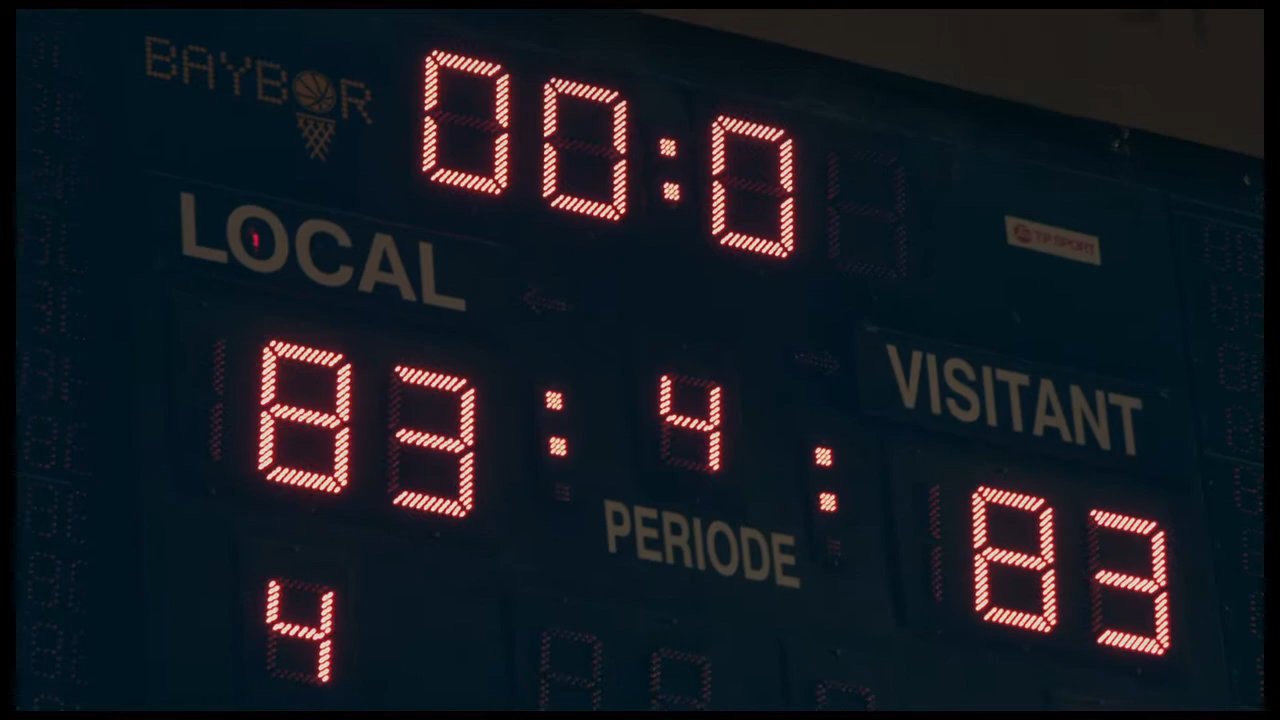 BAYBOR
00:0
LOCAL
VISITANT
83 : 4 : 83
PERIODE
4